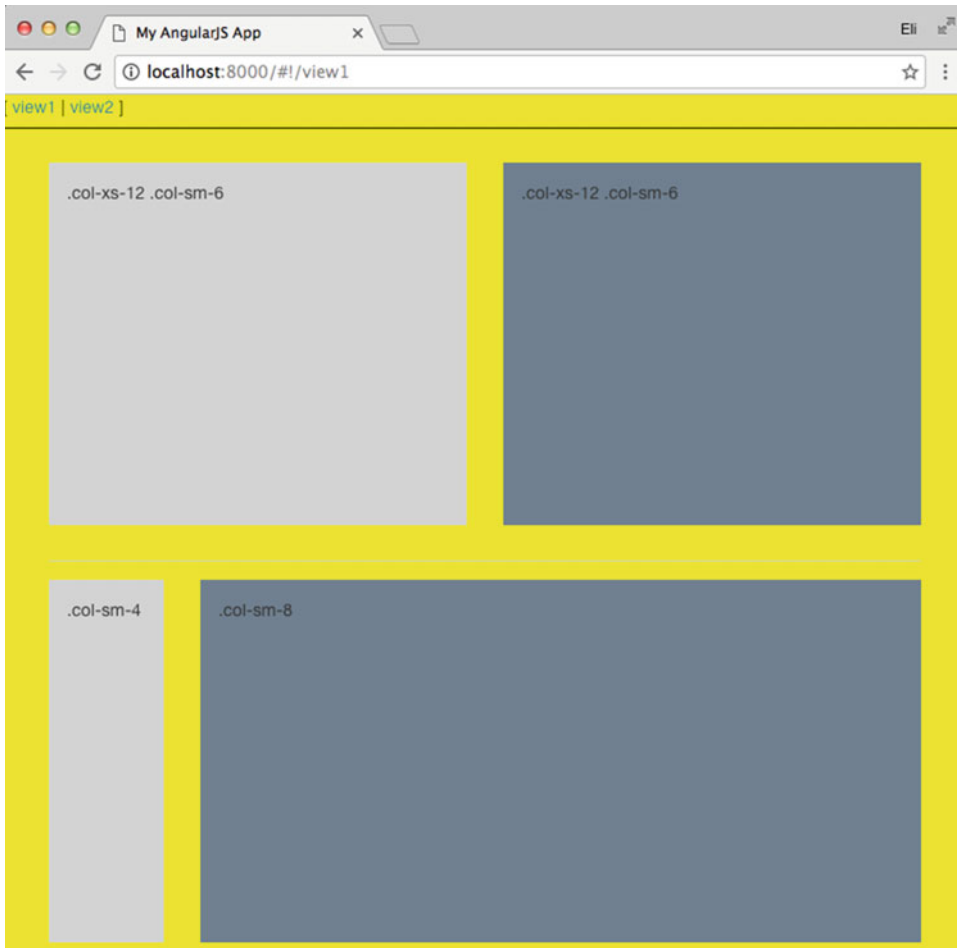 My AngularJS App
Eli
localhost:8000/#!/view1
[ view1 | view2 ]
.col-xs-12 .col-sm-6
.col-xs-12 .col-sm-6
.col-sm-4
.col-sm-8